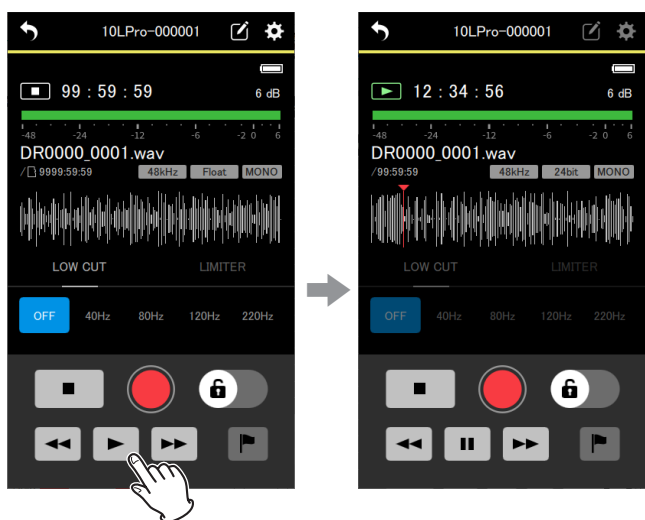 10LPro-000001
99 : 59 : 59
6 dB
-48 -24 -12 -6 -2 0 6
DR0000_0001.wav
/ 9999:59:59 48kHz Float MONO
LOW CUT LIMITER
OFF 40Hz 80Hz 120Hz 220Hz
10LPro-000001
12 : 34 : 56
6 dB
-48 -24 -12 -6 -2 0 6
DR0000_0001.wav
/99:59:59 48kHz 24bit MONO
LOW CUT LIMITER
OFF 40Hz 80Hz 120Hz 220Hz